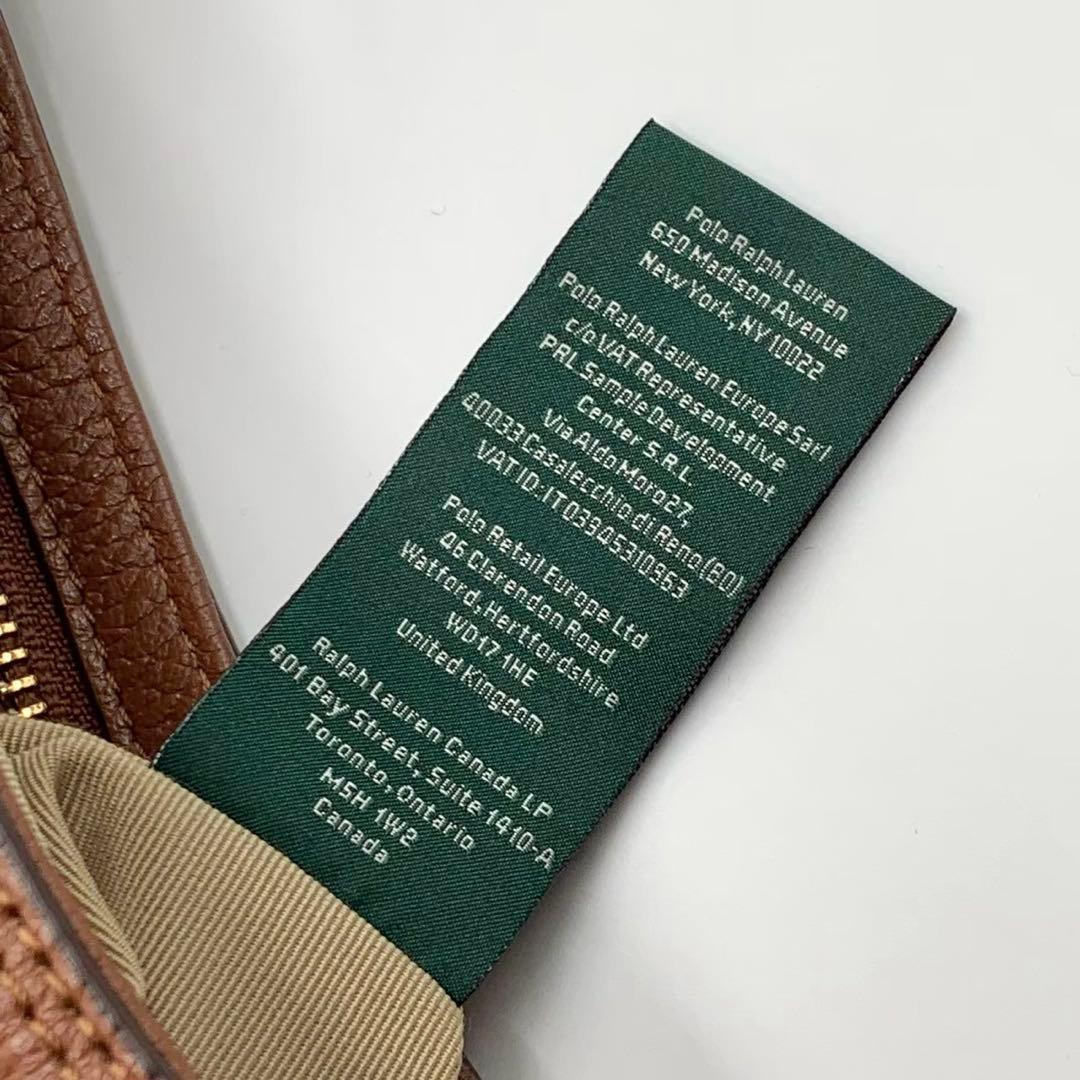 Polo Ralph Lauren
650 Madison Avenue
New York, NY 10022
Polo Ralph Lauren Europe Sarl
c/o VAT Representative
PRL Sample Development
Center S.R.L.
Via Aldo Moro 27,
40033 Casalecchio di Reno (BO)
VAT ID: IT03945310963
Polo Retail Europe Ltd
46 Clarendon Road.
Watford, Hertfordshire
WD17 1HE
United Kingdom
Ralph Lauren Canada LP
401 Bay Street, Suite 1410-A
Toronto, Ontario
M5H 1W2
Canada